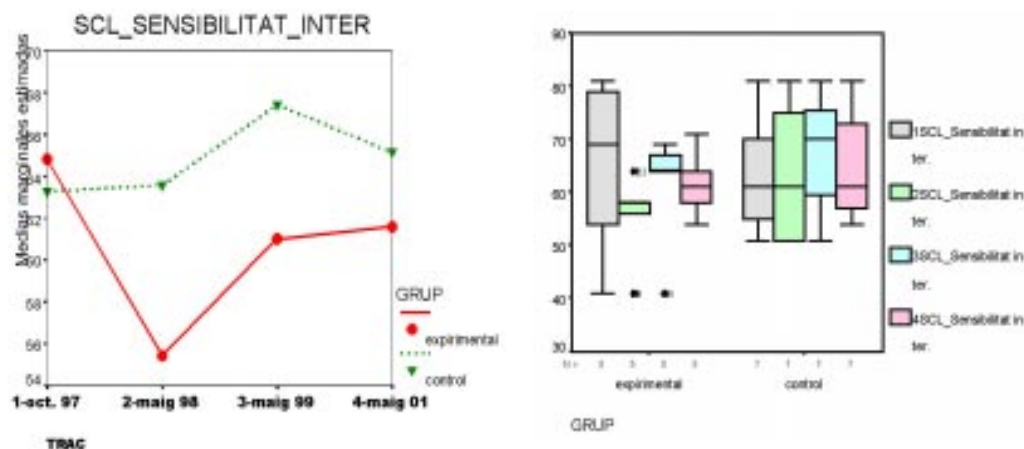 SCL_SENSIBILITAT_INTER
Medias marginales estimadas
70
68
66
64
62
60
58
56
54
1-oct. 97 2-maig 98 3-maig 99 4-maig 01
TRAC
GRUP
expirimental
control
90
80
70
60
50
40
30
expirimental control
GRUP
1SCL_Sensibilitat in
ter.
2SCL_Sensibilitat in
ter.
3SCL_Sensibilitat in
ter.
4SCL_Sensibilitat in
ter.